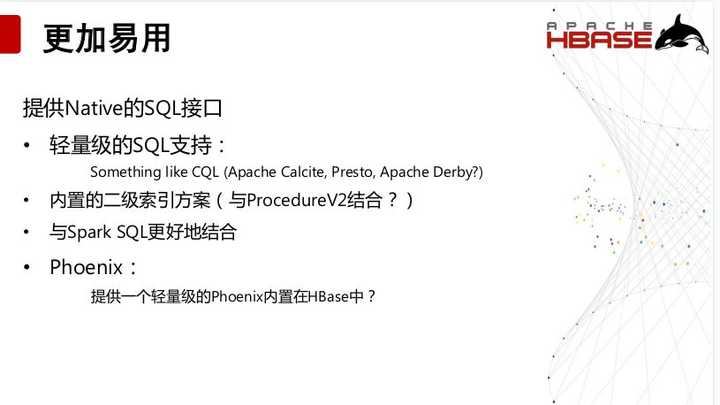 更加易用
APACHE
HBASE
提供Native的SQL接口
• 轻量级的SQL支持：
Something like CQL (Apache Calcite, Presto, Apache Derby?)
• 内置的二级索引方案（与ProcedureV2结合？）
• 与Spark SQL更好地结合
• Phoenix：
提供一个轻量级的Phoenix内置在HBase中？